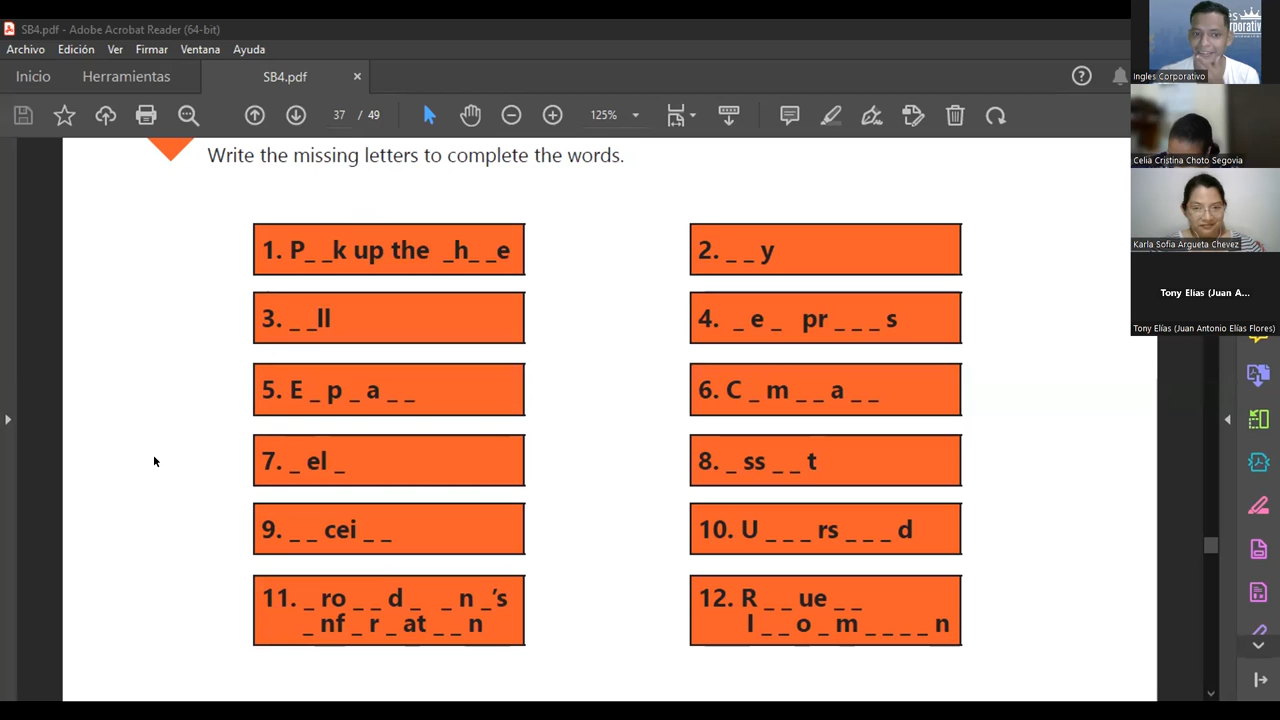 SB4.pdf - Adobe Acrobat Reader (64-bit)
Archivo Edición Ver Firmar Ventana Ayuda
Inicio Herramientas SB4.pdf ×
37 / 49 125%
Write the missing letters to complete the words.
1. P_ _k up the _h_ _e
2. _ _ y
3. _ _ll
4. _ e _ pr _ _ _ s
5. E _ p _ a _ _
6. C _ m _ _ a _ _
7. _ el _
8. _ ss _ _ t
9. _ _ cei _ _
10. U _ _ _ rs _ _ _ d
11. _ ro _ _ d _ _ n _'s
_ nf _ r _ at _ _ n
12. R _ _ ue _ _
I _ _ o _ m _ _ _ _ n
Ingles Corporativo
Celia Cristina Choto Segovia
Karla Sofia Argueta Chevez
Tony Elías (Juan A...
Tony Elías (Juan Antonio Elías Flores)